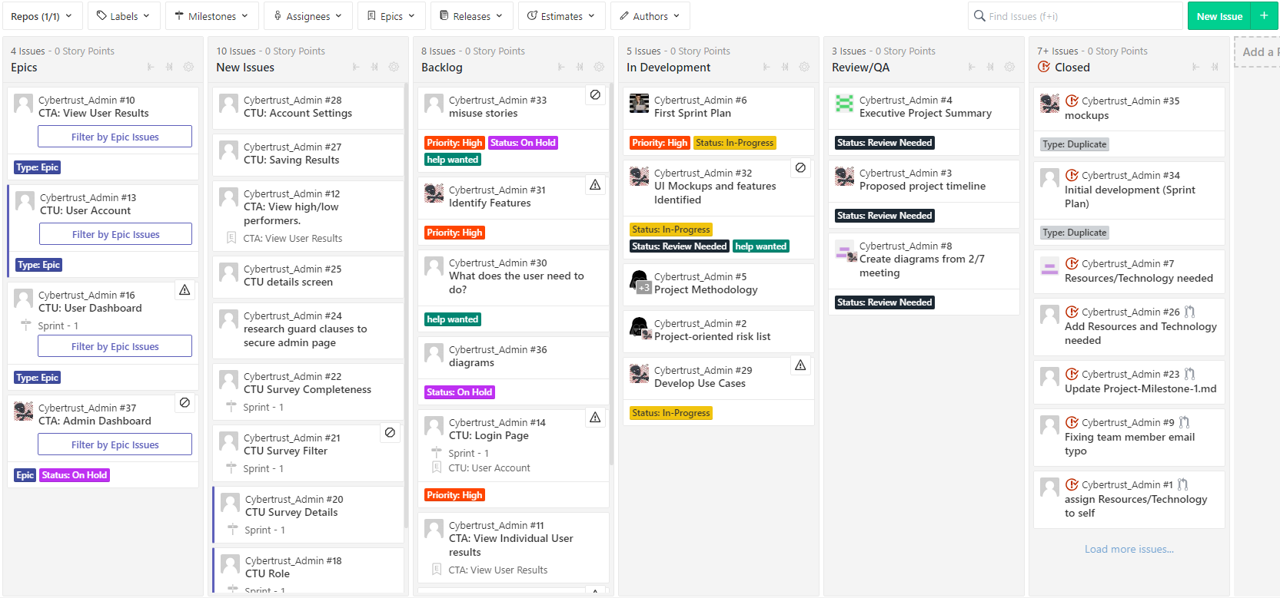 Repos (1/1)
Labels
Milestones
Assignees
Epics
Releases
Estimates
Authors
Find Issues (f+i)
New Issue
+
4 Issues - 0 Story Points
Epics
Cybertrust_Admin #10
CTA: View User Results
Filter by Epic Issues
Type: Epic
Cybertrust_Admin #13
CTU: User Account
Filter by Epic Issues
Type: Epic
Cybertrust_Admin #16
CTU: User Dashboard
Sprint - 1
Filter by Epic Issues
Type: Epic
Cybertrust_Admin #37
CTA: Admin Dashboard
Filter by Epic Issues
Epic Status: On Hold
10 Issues - 0 Story Points
New Issues
Cybertrust_Admin #28
CTU: Account Settings
Cybertrust_Admin #27
CTU: Saving Results
Cybertrust_Admin #12
CTA: View high/low
performers.
CTA: View User Results
Cybertrust_Admin #25
CTU details screen
Cybertrust_Admin #24
research guard clauses to
secure admin page
Cybertrust_Admin #22
CTU Survey Completeness
Sprint - 1
Cybertrust_Admin #21
CTU Survey Filter
Sprint - 1
Cybertrust_Admin #20
CTU Survey Details
Sprint - 1
Cybertrust_Admin #18
CTU Role
Sprint - 1
8 Issues - 0 Story Points
Backlog
Cybertrust_Admin #33
misuse stories
Priority: High Status: On Hold
help wanted
Cybertrust_Admin #31
Identify Features
Priority: High
Cybertrust_Admin #30
What does the user need to
do?
help wanted
Cybertrust_Admin #36
diagrams
Status: On Hold
Cybertrust_Admin #14
CTU: Login Page
Sprint - 1
CTU: User Account
Priority: High
Cybertrust_Admin #11
CTA: View Individual User
results
CTA: View User Results
5 Issues - 0 Story Points
In Development
Cybertrust_Admin #6
First Sprint Plan
Priority: High Status: In-Progress
Cybertrust_Admin #32
UI Mockups and features
Identified
Status: In-Progress
Status: Review Needed help wanted
+3
Cybertrust_Admin #5
Project Methodology
Cybertrust_Admin #2
Project-oriented risk list
Cybertrust_Admin #29
Develop Use Cases
Status: In-Progress
3 Issues - 0 Story Points
Review/QA
Cybertrust_Admin #4
Executive Project Summary
Status: Review Needed
Cybertrust_Admin #3
Proposed project timeline
Status: Review Needed
Cybertrust_Admin #8
Create diagrams from 2/7
meeting
Status: Review Needed
7+ Issues - 0 Story Points
Closed
Cybertrust_Admin #35
mockups
Type: Duplicate
Cybertrust_Admin #34
Initial development (Sprint
Plan)
Type: Duplicate
Cybertrust_Admin #7
Resources/Technology needed
Cybertrust_Admin #26
Add Resources and Technology
needed
Cybertrust_Admin #23
Update Project-Milestone-1.md
Cybertrust_Admin #9
Fixing team member email
typo
Cybertrust_Admin #1
assign Resources/Technology
to self
Load more issues...
Add a